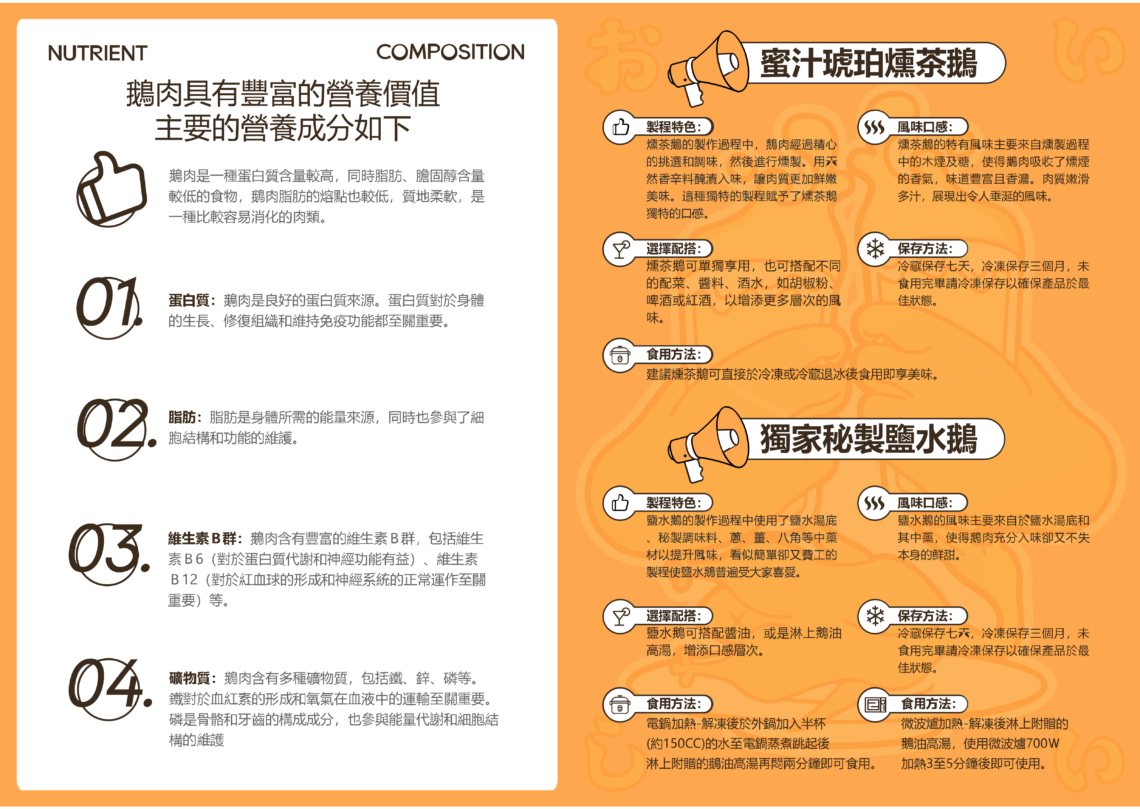 NUTRIENT
COMPOSITION
鵝肉具有豐富的營養價值
主要的營養成分如下
鵝肉是一種蛋白質含量較高，同時脂肪、膽固醇含量
較低的食物，鵝肉脂肪的熔點也較低，質地柔軟，是
一種比較容易消化的肉類。
01.
蛋白質：鵝肉是良好的蛋白質來源。蛋白質對於身體
的生長、修復組織和維持免疫功能都至關重要。
02.
脂肪：脂肪是身體所需的能量來源，同時也參與了細
胞結構和功能的維護。
03.
維生素B群：鵝肉含有豐富的維生素B群，包括維生
素B6（對於蛋白質代謝和神經功能有益）、維生素
B12（對於紅血球的形成和神經系統的正常運作至關
重要）等。
04.
礦物質：鵝肉含有多種礦物質，包括鐵、鋅、磷等。
鐵對於血紅素的形成和氧氣在血液中的運輸至關重要。
磷是骨骼和牙齒的構成成分，也參與能量代謝和細胞結
構的維護
お
い
蜜汁琥珀燻茶鵝
製程特色：
燻茶鵝的製作過程中，鵝肉經過精心
的挑選和調味，然後進行燻製。用天
然香辛料醃漬入味，讓肉質更加鮮嫩
美味。這種獨特的製程賦予了燻茶鵝
獨特的口感。
風味口感：
燻茶鵝的特有風味主要來自燻製過程
中的木煙及糖，使得鵝肉吸收了燻煙
的香氣，味道豐富且香濃。肉質嫩滑
多汁，展現出令人垂涎的風味。
選擇配搭：
燻茶鵝可單獨享用，也可搭配不同
的配菜、醬料、酒水，如胡椒粉、
啤酒或紅酒，以增添更多層次的風
味。
保存方法：
冷藏保存七天，冷凍保存三個月，未
食用完畢請冷凍保存以確保產品於最
佳狀態。
食用方法：
建議燻茶鵝可直接於冷凍或冷藏退冰後食用即享美味。
獨家秘製鹽水鵝
製程特色：
鹽水鵝的製作過程中使用了鹽水湯底
、秘製調味料、蔥、薑、八角等中藥
材以提升風味，看似簡單卻又費工的
製程使鹽水鵝普遍受大家喜愛。
風味口感：
鹽水鵝的風味主要來自於鹽水湯底和
其中藥，使得鵝肉充分入味卻又不失
本身的鮮甜。
選擇配搭：
鹽水鵝可搭配醬油，或是淋上鵝油
高湯，增添口感層次。
保存方法：
冷藏保存七天，冷凍保存三個月，未
食用完畢請冷凍保存以確保產品於最
佳狀態。
食用方法：
電鍋加熱-解凍後於外鍋加入半杯
(約150CC)的水至電鍋蒸煮跳起後
淋上附贈的鵝油高湯再悶兩分鐘即可食用。
食用方法：
微波爐加熱-解凍後淋上附贈的
鵝油高湯，使用微波爐700W
加熱3至5分鐘後即可使用。
し
い